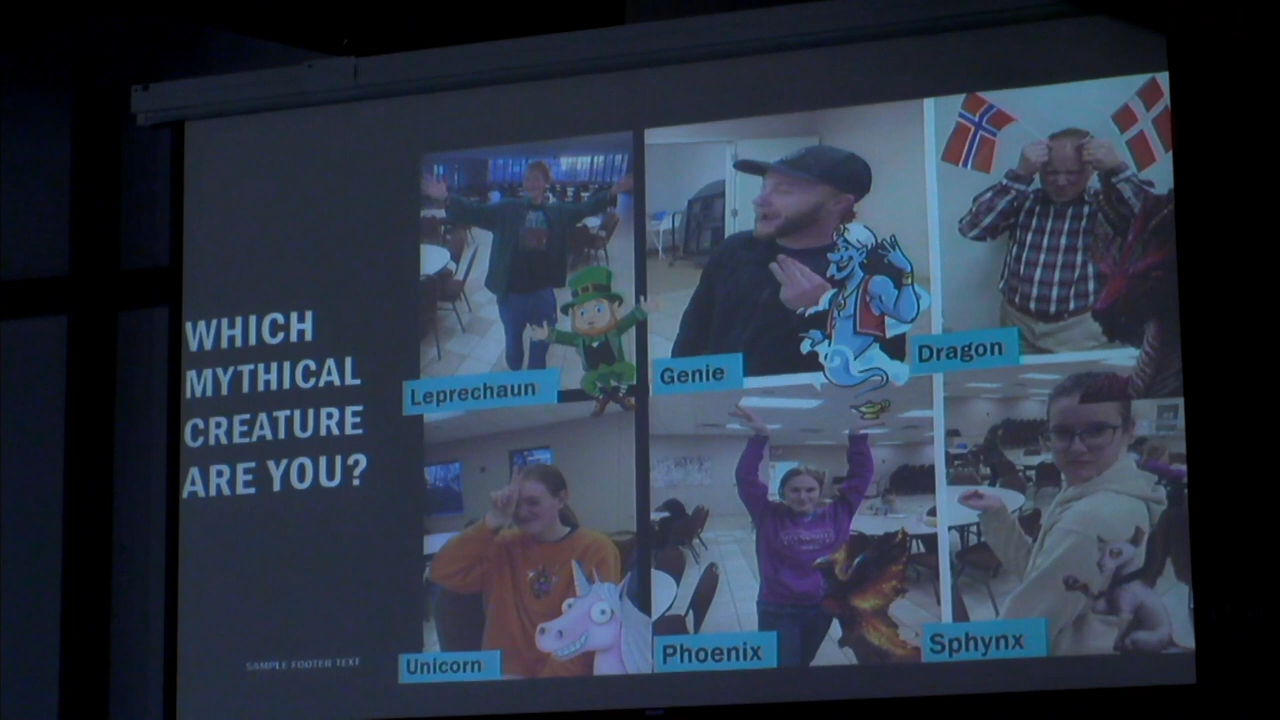 WHICH
MYTHICAL
CREATURE
ARE YOU?
Leprechaun
Genie
Dragon
Unicorn
Phoenix
Sphynx
SAMPLE FOOTER TEXT